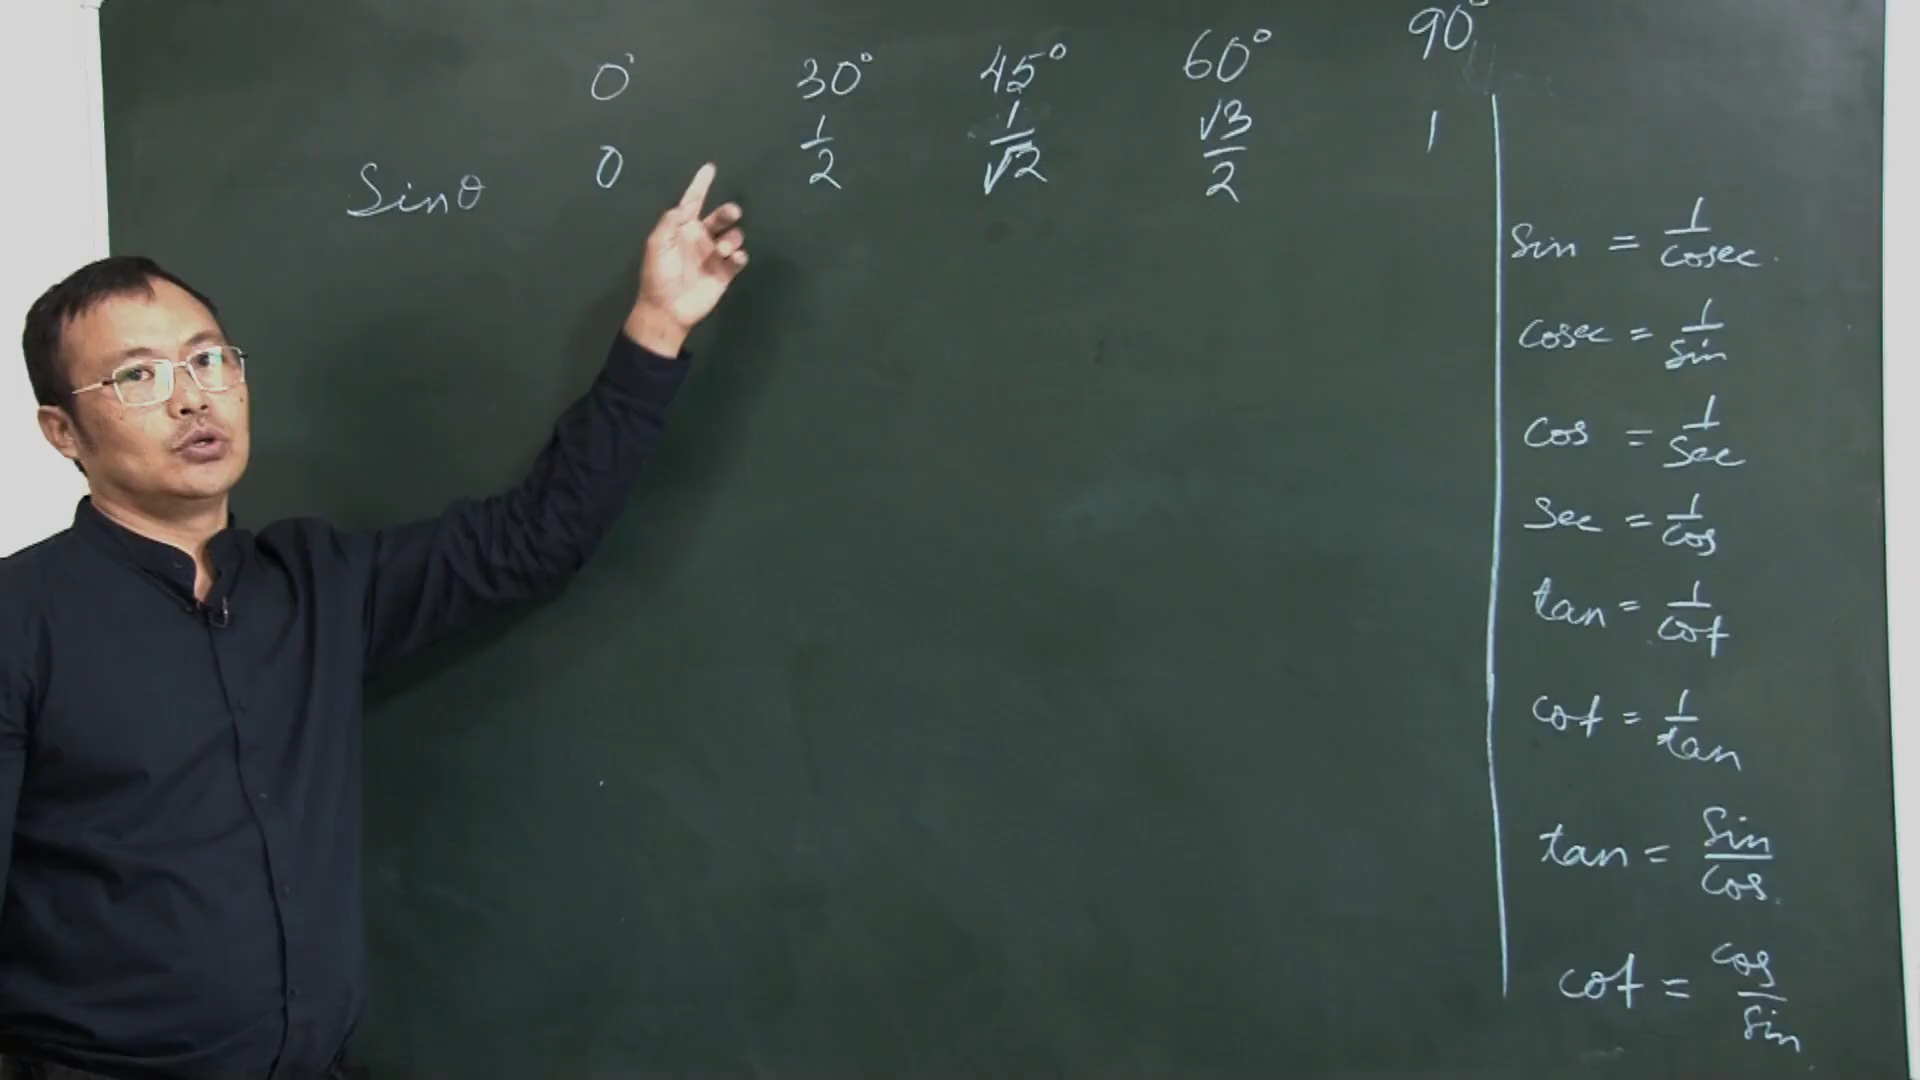 0° 30° 45° 60° 90°
Sinθ 0 1/2 1/√2 √3/2 1
Sin = 1/cosec.
Cosec = 1/Sin
Cos = 1/Sec
Sec = 1/Cos
tan = 1/cot
Cot = 1/tan
tan = Sin/Cos.
Cot = Cos/Sin